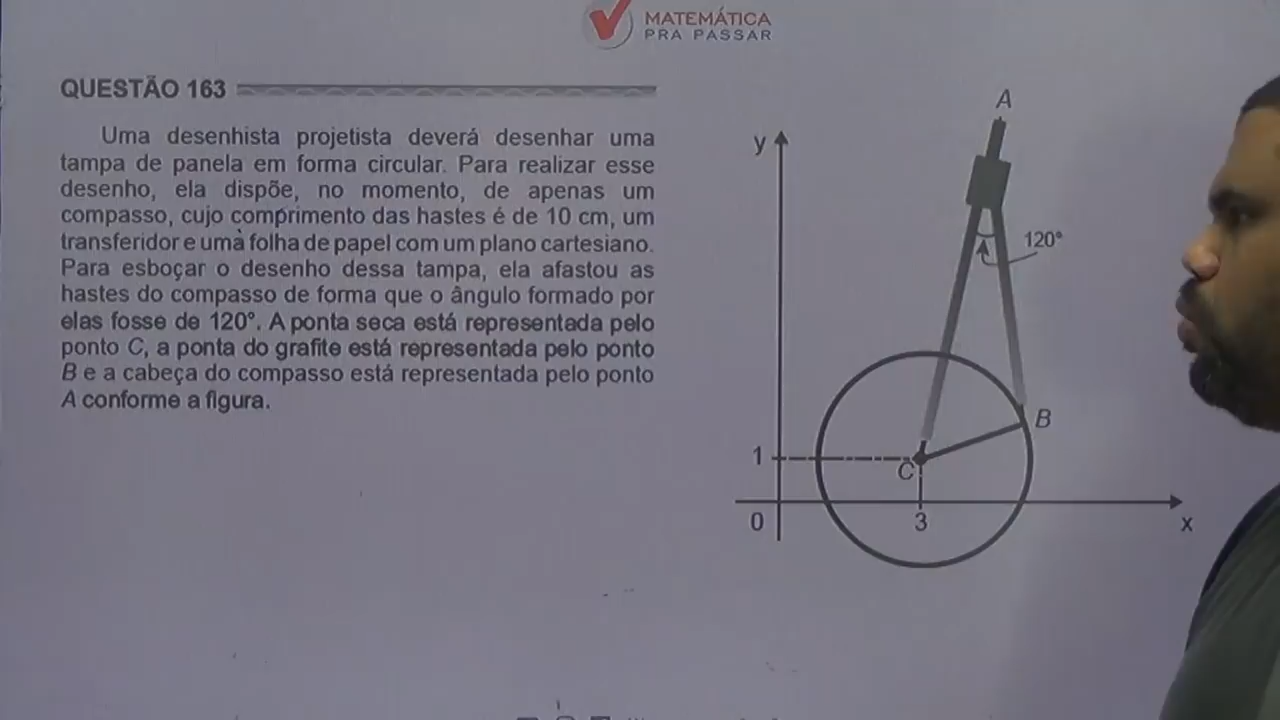 MATEMÁTICA
PRA PASSAR
QUESTÃO 163
Uma desenhista projetista deverá desenhar uma
tampa de panela em forma circular. Para realizar esse
desenho, ela dispõe, no momento, de apenas um
compasso, cujo comprimento das hastes é de 10 cm, um
transferidor e uma folha de papel com um plano cartesiano.
Para esboçar o desenho dessa tampa, ela afastou as
hastes do compasso de forma que o ângulo formado por
elas fosse de 120°. A ponta seca está representada pelo
ponto C, a ponta do grafite está representada pelo ponto
B e a cabeça do compasso está representada pelo ponto
A conforme a figura.
A
y
120°
B
1
C
0
3
x